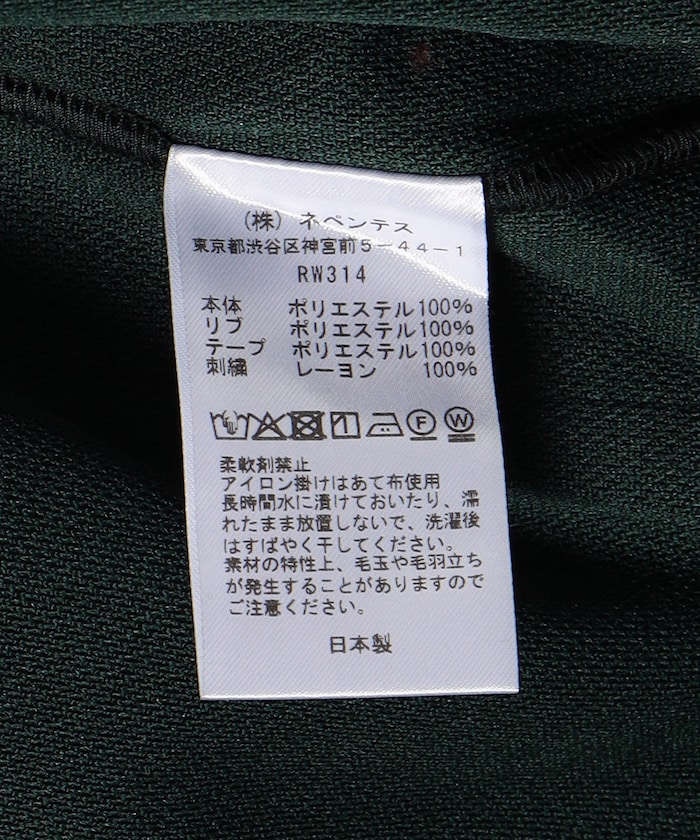 (株) ネペンテス
東京都渋谷区神宮前5-44-1
RW314
本体 ポリエステル100%
リブ ポリエステル100%
テープ ポリエステル100%
刺繍 レーヨン 100%
F W
柔軟剤禁止
アイロン掛けはあて布使用
長時間水に漬けておいたり、濡
れたまま放置しないで、洗濯後
はすばやく干してください。
素材の特性上、毛玉や毛羽立ち
が発生することがありますので
ご注意ください。
日本製